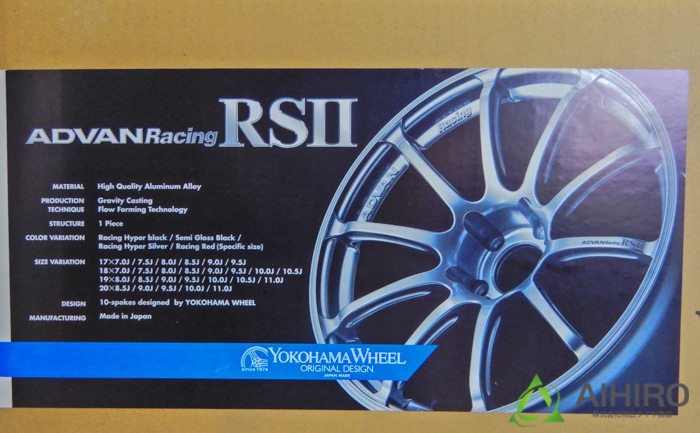 ADVAN Racing RSII
MATERIAL High Quality Aluminum Alloy
PRODUCTION TECHNIQUE Gravity Casting
Flow Forming Technology
STRUCTURE 1 Piece
COLOR VARIATION Racing Hyper black / Semi Gloss Black /
Racing Hyper Silver / Racing Red (Specific size)
SIZE VARIATION 17×7.0J / 7.5J / 8.0J / 8.5J / 9.0J / 9.5J
18×7.0J / 7.5J / 8.0J / 8.5J / 9.0J / 9.5J / 10.0J / 10.5J
19×8.0J / 8.5J / 9.0J / 9.5J / 10.0J / 10.5J / 11.0J
20×8.5J / 9.0J / 9.5J / 10.0J / 11.0J
DESIGN 10-spokes designed by YOKOHAMA WHEEL
MANUFACTURING Made in Japan
YOKOHAMA WHEEL
since 1974
ORIGINAL DESIGN
JAPAN MADE
ADVAN
Racing
ADVAN Racing RSII
AIHIRO